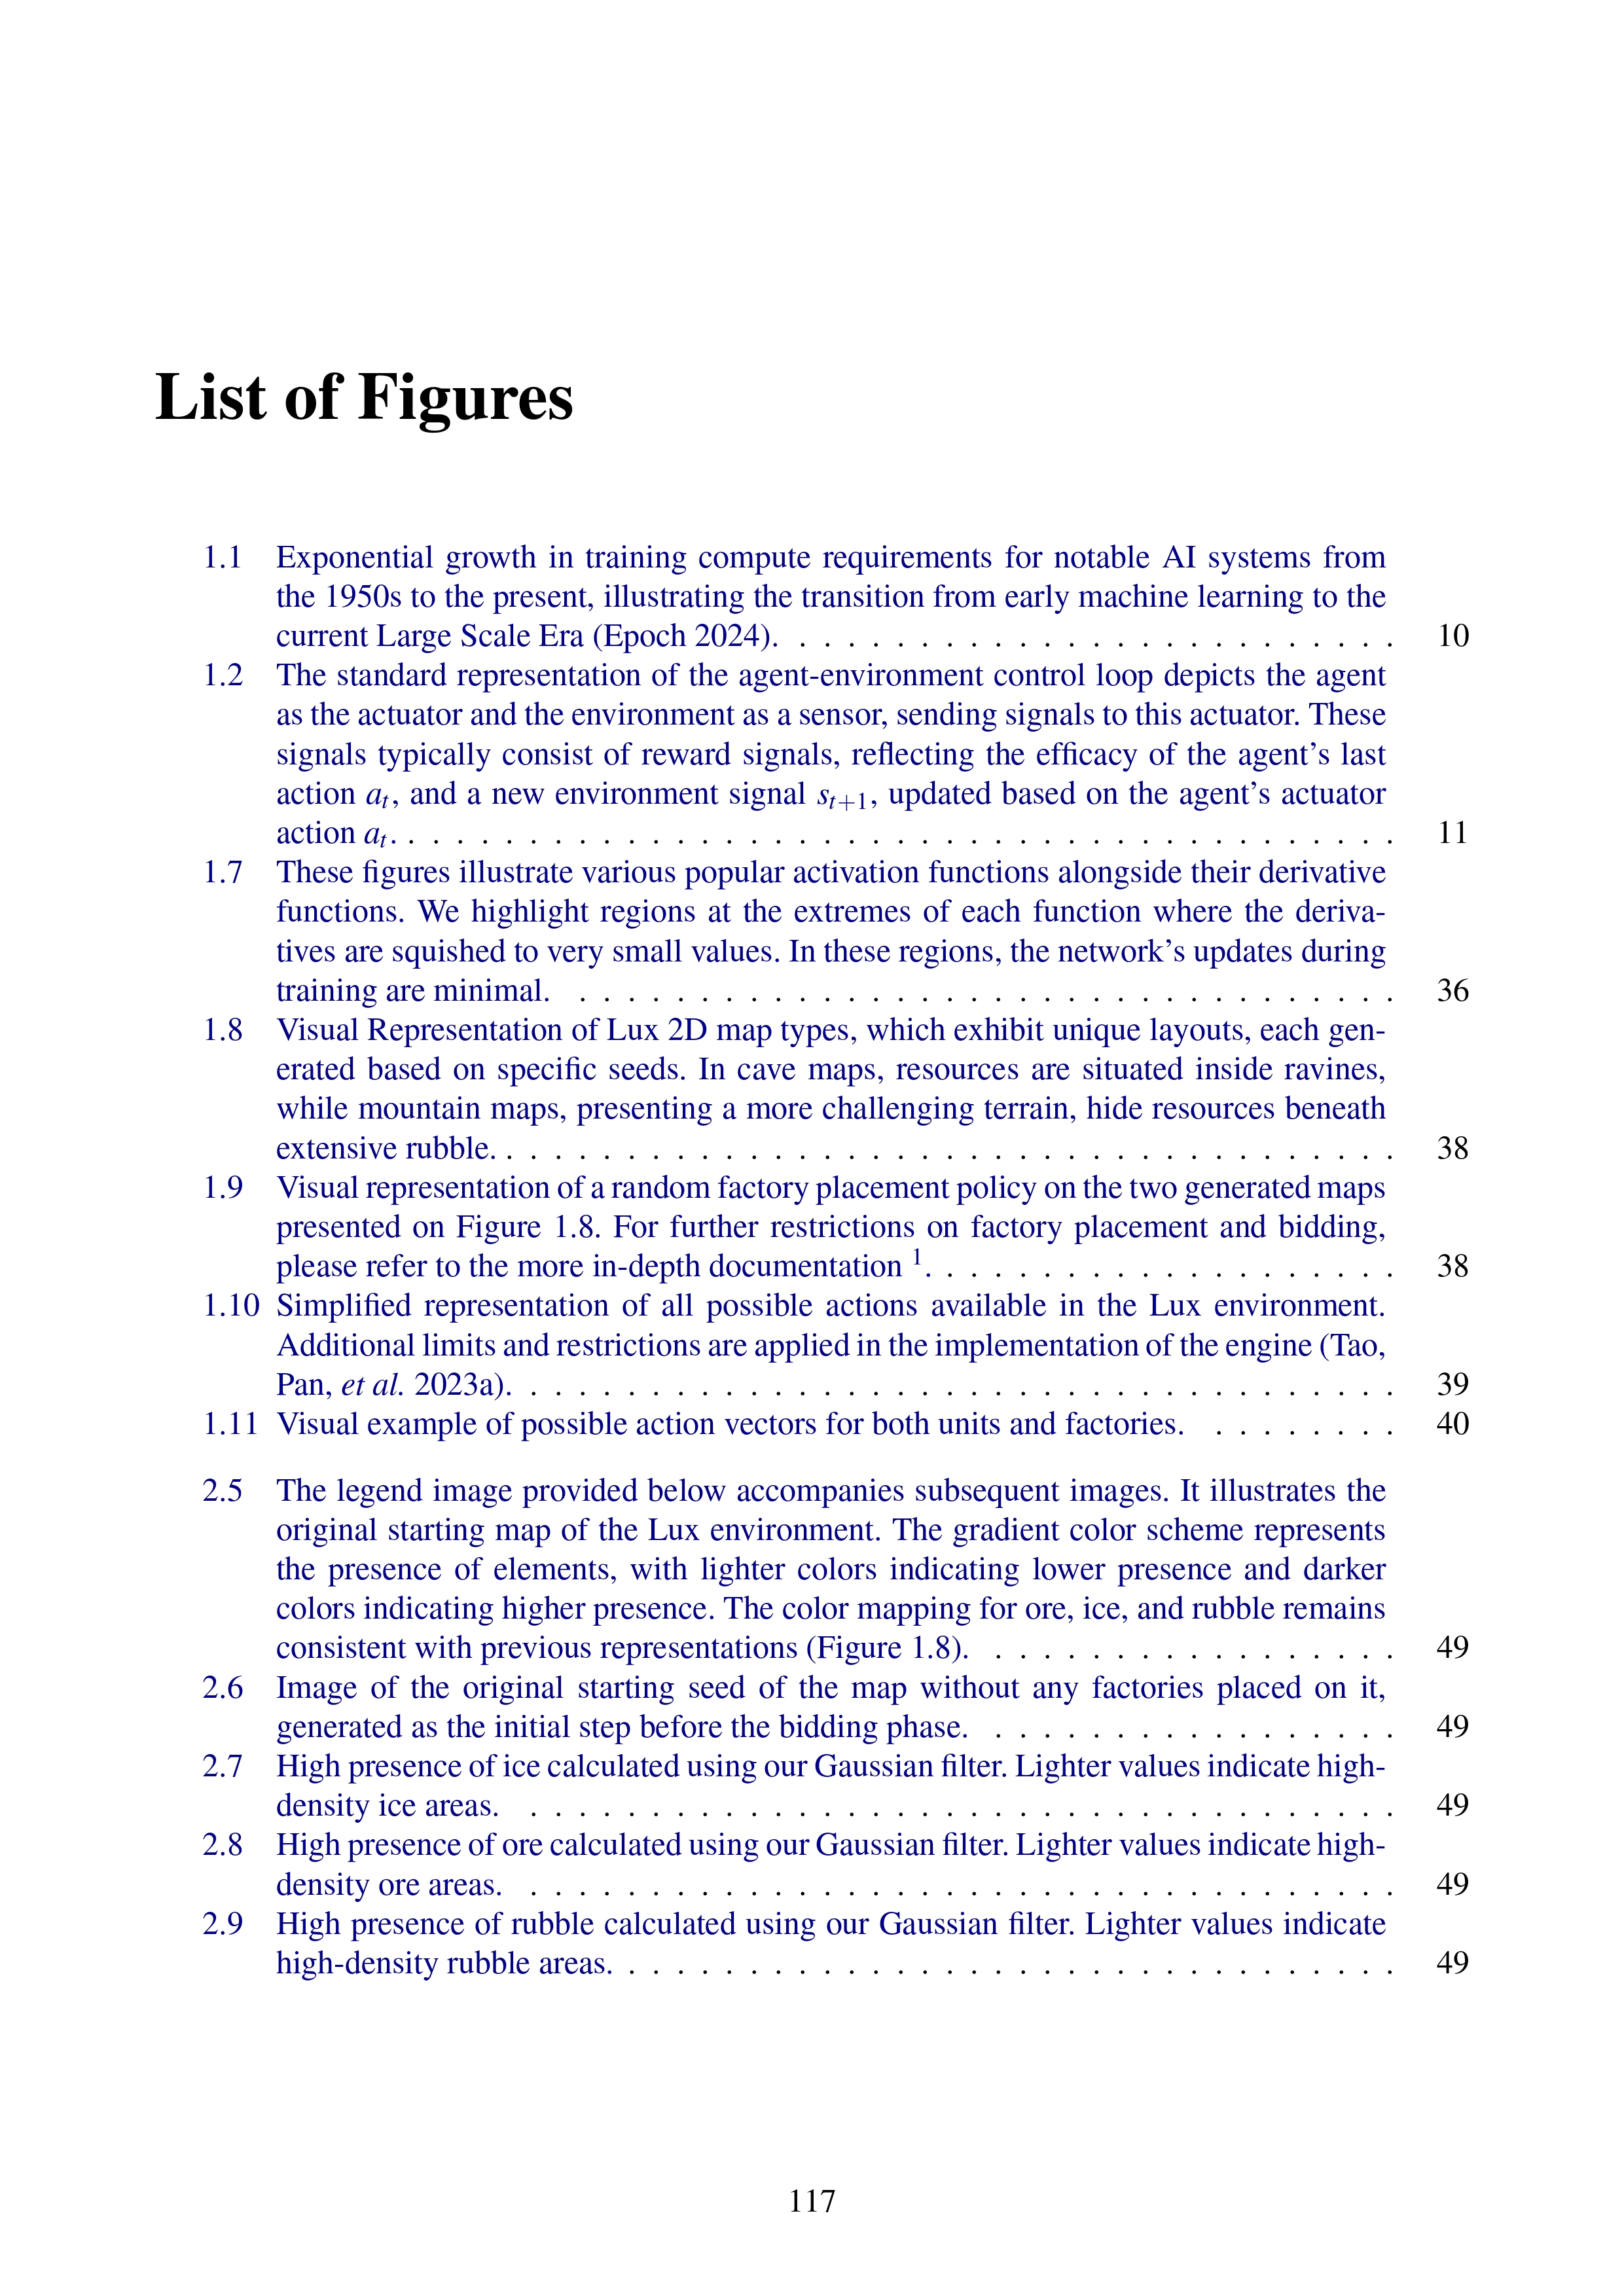 List of Figures
1.1 Exponential growth in training compute requirements for notable AI systems from
the 1950s to the present, illustrating the transition from early machine learning to the
current Large Scale Era (Epoch 2024). . . . . . . . . . . . . . . . . . . . . . . . . . 10
1.2 The standard representation of the agent-environment control loop depicts the agent
as the actuator and the environment as a sensor, sending signals to this actuator. These
signals typically consist of reward signals, reflecting the efficacy of the agent's last
action aₜ, and a new environment signal sₜ₊₁, updated based on the agent's actuator
action aₜ. . . . . . . . . . . . . . . . . . . . . . . . . . . . . . . . . . . . . . . . . . 11
1.7 These figures illustrate various popular activation functions alongside their derivative
functions. We highlight regions at the extremes of each function where the deriva-
tives are squished to very small values. In these regions, the network's updates during
training are minimal. . . . . . . . . . . . . . . . . . . . . . . . . . . . . . . . . . . 36
1.8 Visual Representation of Lux 2D map types, which exhibit unique layouts, each gen-
erated based on specific seeds. In cave maps, resources are situated inside ravines,
while mountain maps, presenting a more challenging terrain, hide resources beneath
extensive rubble. . . . . . . . . . . . . . . . . . . . . . . . . . . . . . . . . . . . . . 38
1.9 Visual representation of a random factory placement policy on the two generated maps
presented on Figure 1.8. For further restrictions on factory placement and bidding,
please refer to the more in-depth documentation ¹. . . . . . . . . . . . . . . . . . . . 38
1.10 Simplified representation of all possible actions available in the Lux environment.
Additional limits and restrictions are applied in the implementation of the engine (Tao,
Pan, et al. 2023a). . . . . . . . . . . . . . . . . . . . . . . . . . . . . . . . . . . . . 39
1.11 Visual example of possible action vectors for both units and factories. . . . . . . . . 40
2.5 The legend image provided below accompanies subsequent images. It illustrates the
original starting map of the Lux environment. The gradient color scheme represents
the presence of elements, with lighter colors indicating lower presence and darker
colors indicating higher presence. The color mapping for ore, ice, and rubble remains
consistent with previous representations (Figure 1.8). . . . . . . . . . . . . . . . . . 49
2.6 Image of the original starting seed of the map without any factories placed on it,
generated as the initial step before the bidding phase. . . . . . . . . . . . . . . . . . 49
2.7 High presence of ice calculated using our Gaussian filter. Lighter values indicate high-
density ice areas. . . . . . . . . . . . . . . . . . . . . . . . . . . . . . . . . . . . . 49
2.8 High presence of ore calculated using our Gaussian filter. Lighter values indicate high-
density ore areas. . . . . . . . . . . . . . . . . . . . . . . . . . . . . . . . . . . . . 49
2.9 High presence of rubble calculated using our Gaussian filter. Lighter values indicate
high-density rubble areas. . . . . . . . . . . . . . . . . . . . . . . . . . . . . . . . . 49
117